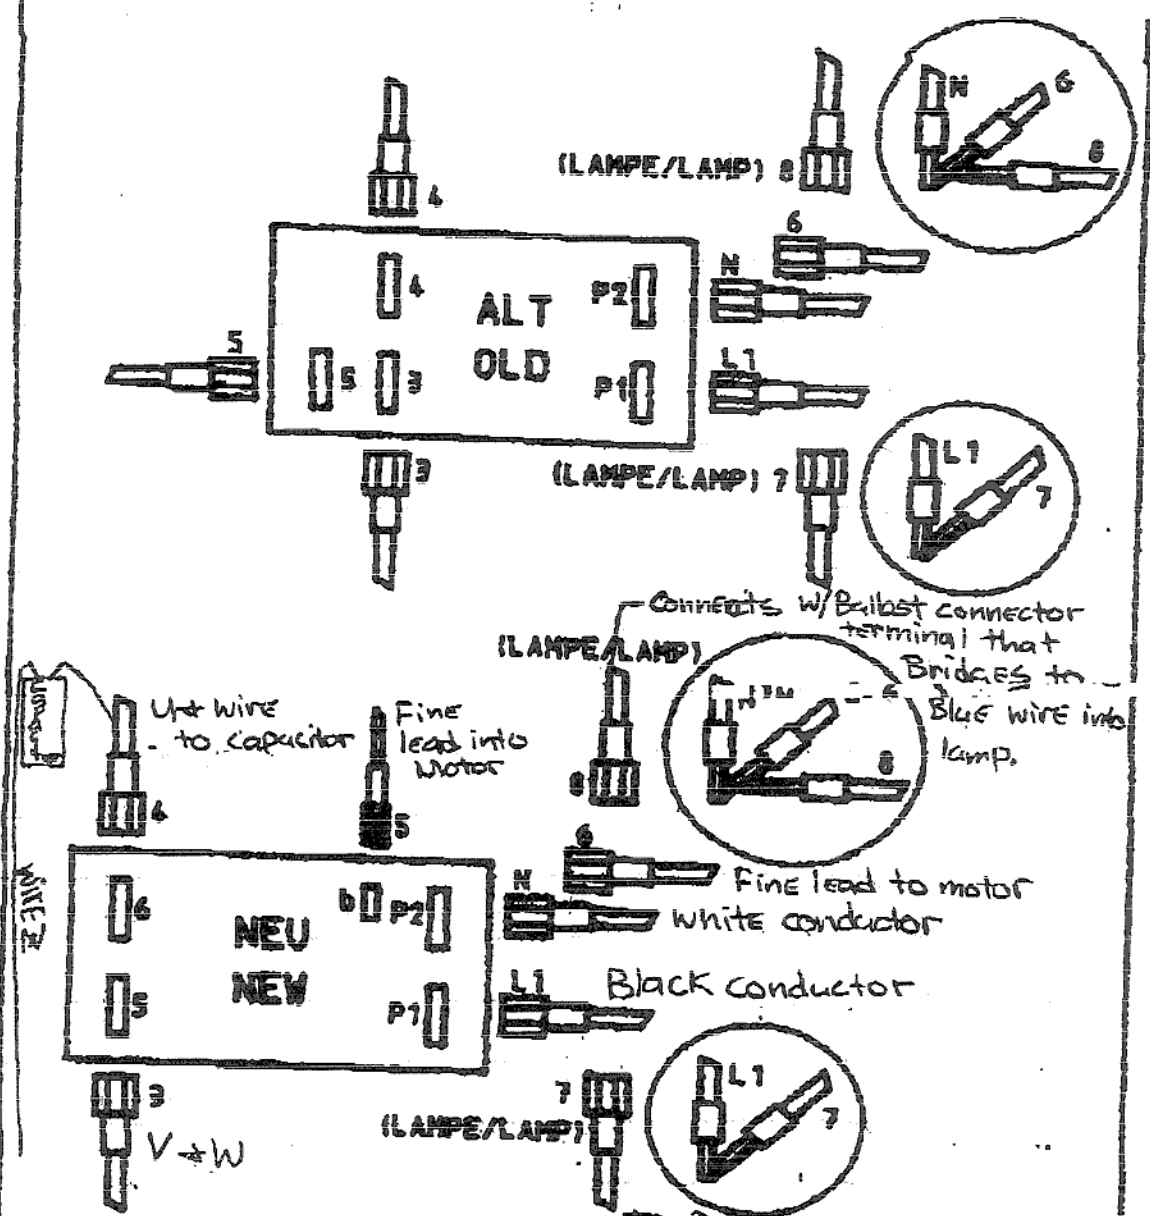 N
6
8
(LAMPE/LAMP) 8
4
6
4
ALT
OLD
P2
N
5
5
3
P1
L1
3
(LAMPE/LAMP) 7
L1
7
Connects w/Ballast connector
terminal that
Bridges to
Blue wire into
lamp.
(LAMPE/LAMP)
U+ wire
to capacitor
Fine
lead into
Motor
8
8
4
5
6
Fine lead to motor
N
white conductor
6
NEU
NEW
b
P2
5
P1
L1
Black conductor
WIRE
3
V+W
7
(LAMPE/LAMP)
L1
7